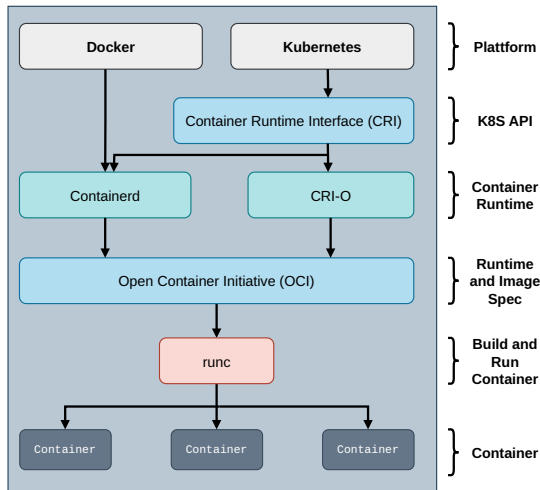 Docker
Kubernetes
Plattform
Container Runtime Interface (CRI)
K8S API
Containerd
CRI-O
Container
Runtime
Open Container Initiative (OCI)
Runtime
and Image
Spec
runc
Build and
Run
Container
Container
Container
Container
Container